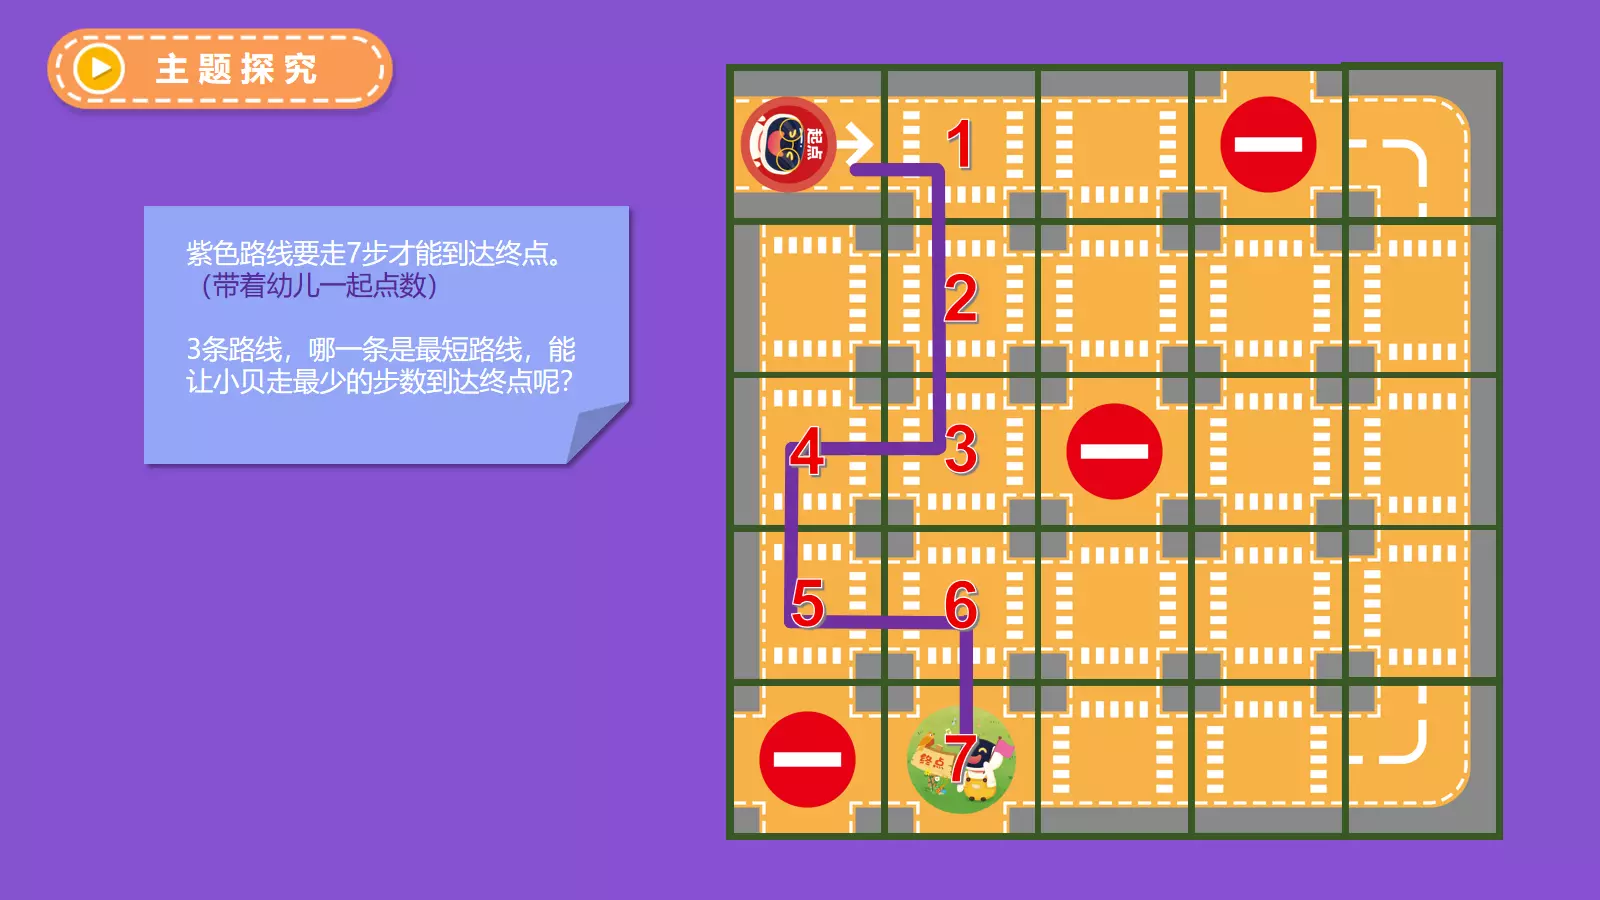 主题探究
紫色路线要走7步才能到达终点。
（带着幼儿一起点数）
3条路线，哪一条是最短路线，能
让小贝走最少的步数到达终点呢？
起点
1
2
4
3
5
6
终点
7